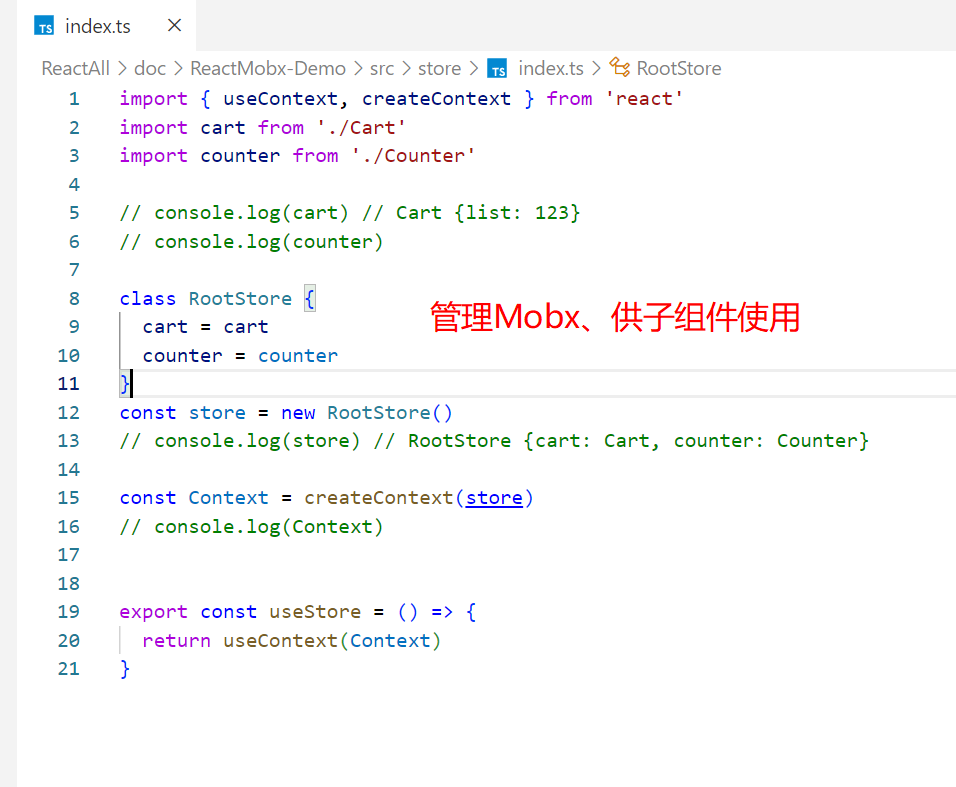 TS index.ts
ReactAll > doc > ReactMobx-Demo > src > store > TS index.ts > RootStore
1 import { useContext, createContext } from 'react'
2 import cart from './Cart'
3 import counter from './Counter'
4
5 // console.log(cart) // Cart {list: 123}
6 // console.log(counter)
7
8 class RootStore {
管理Mobx、供子组件使用
9 cart = cart
10 counter = counter
11 }
12 const store = new RootStore()
13 // console.log(store) // RootStore {cart: Cart, counter: Counter}
14
15 const Context = createContext(store)
16 // console.log(Context)
17
18
19 export const useStore = () => {
20 return useContext(Context)
21 }